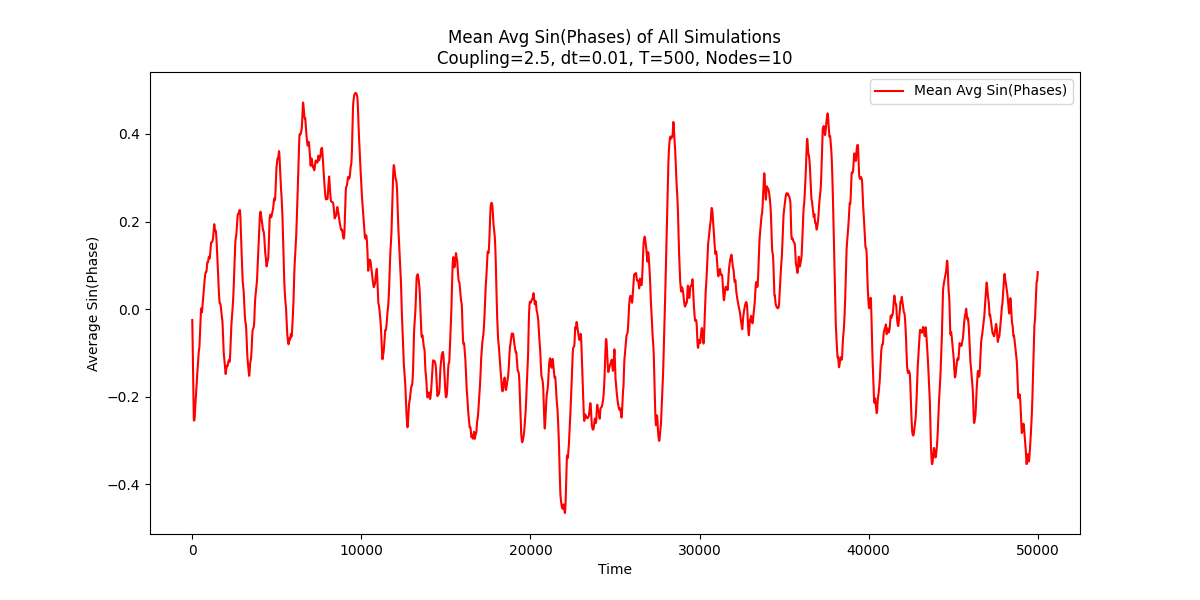 Mean Avg Sin(Phases) of All Simulations
Coupling=2.5, dt=0.01, T=500, Nodes=10
Mean Avg Sin(Phases)
Average Sin(Phase)
0.4
0.2
0.0
−0.2
−0.4
0 10000 20000 30000 40000 50000
Time